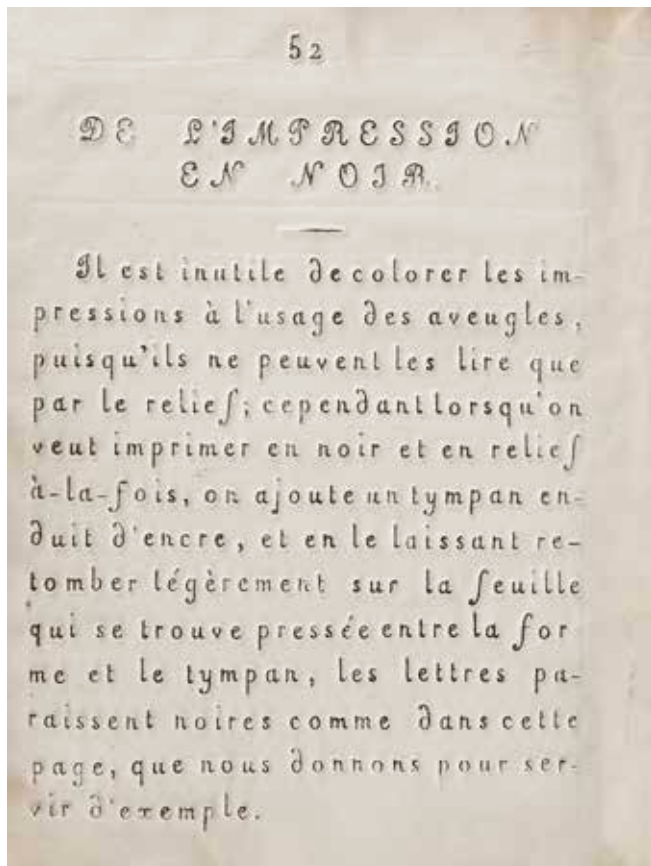 52
DE L'IMPRESSION
EN NOIR.
Il est inutile de colorer les im-
pressions à l'usage des aveugles,
puisqu'ils ne peuvent les lire que
par le relief; cependant lorsqu'on
veut imprimer en noir et en relief
à-la-fois, on ajoute un tympan en-
duit d'encre, et en le laissant re-
tomber légèrement sur la feuille
qui se trouve pressée entre la for
me et le tympan, les lettres pa-
raissent noires comme dans cette
page, que nous donnons pour ser-
vir d'exemple.